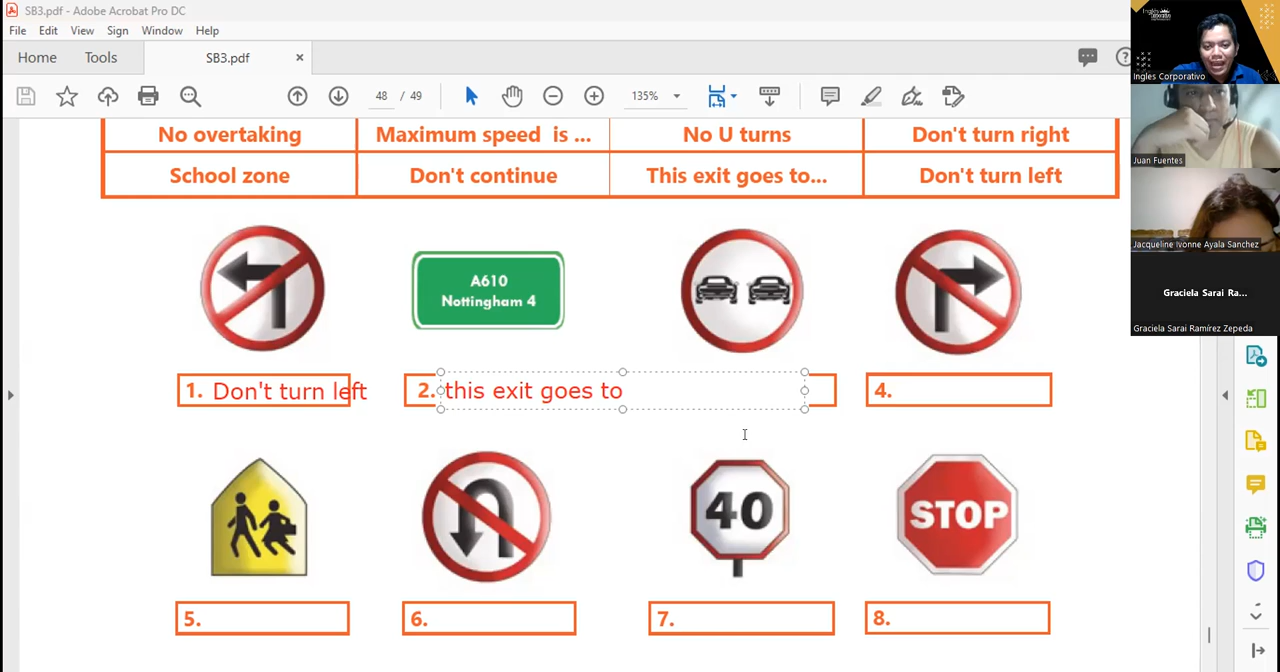 SB3.pdf - Adobe Acrobat Pro DC
File Edit View Sign Window Help
Home Tools SB3.pdf ×
48 / 49 135%
No overtaking Maximum speed is ... No U turns Don't turn right
School zone Don't continue This exit goes to... Don't turn left
A610
Nottingham 4
1. Don't turn left 2. this exit goes to 4.
40
STOP
5. 6. 7. 8.
Ingles Corporativo
Juan Fuentes
Jacqueline Ivonne Ayala Sanchez
Graciela Sarai Ra...
Graciela Sarai Ramírez Zepeda